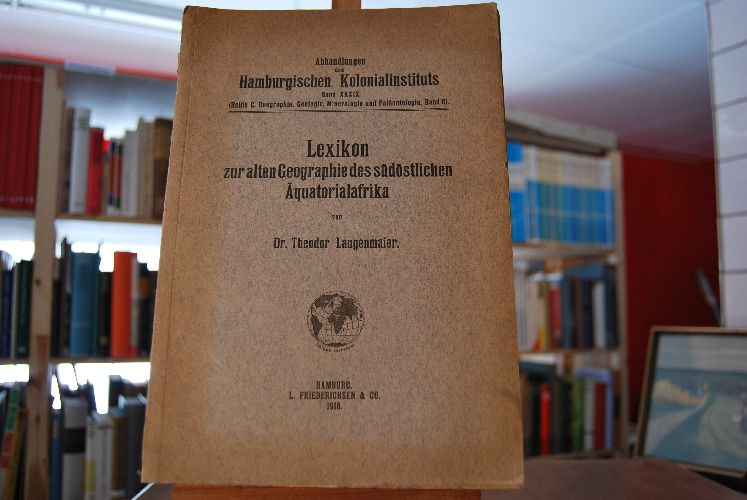 Abhandlungen
des
Hamburgischen Kolonialinstituts
Band XXXIX
(Reihe C. Geographie, Geologie, Mineralogie und Paläontologie, Band 6).
Lexikon
zur alten Geographie des südöstlichen
Äquatorialafrika
von
Dr. Theodor Langenmaier.
HAMBURG.
L. FRIEDERICHSEN & CO.
1918.